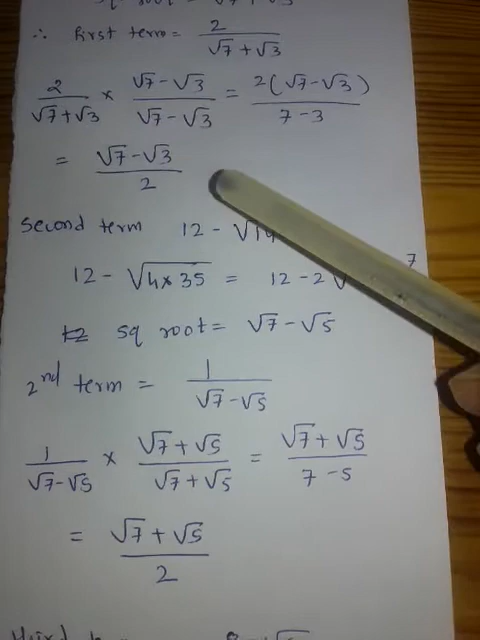 ∴ First term = 2 / (√7 + √3)
2 / (√7 + √3) × (√7 − √3) / (√7 − √3) = 2(√7 − √3) / (7 − 3)
= (√7 − √3) / 2
Second term 12 − √14
12 − √(4×35) = 12 − 2√ 7
sq root = √7 − √5
2nd term = 1 / (√7 − √5)
1 / (√7 − √5) × (√7 + √5) / (√7 + √5) = (√7 + √5) / (7 − 5)
= (√7 + √5) / 2